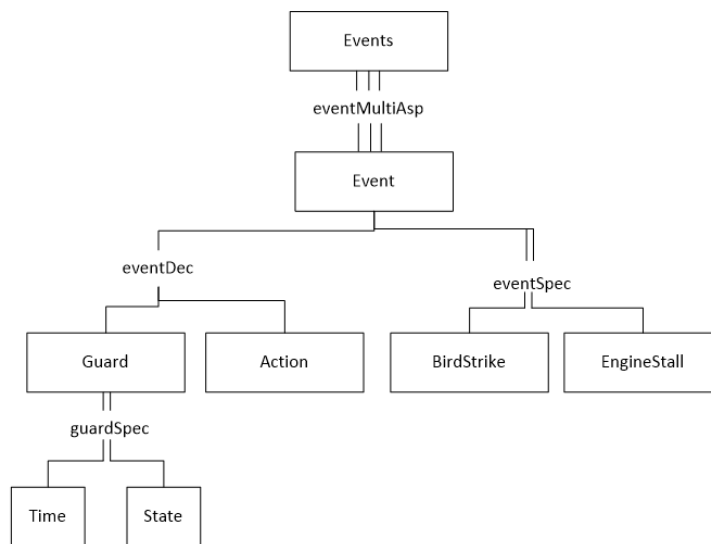 Events
eventMultiAsp
Event
eventDec
eventSpec
Guard
Action
BirdStrike
EngineStall
guardSpec
Time
State